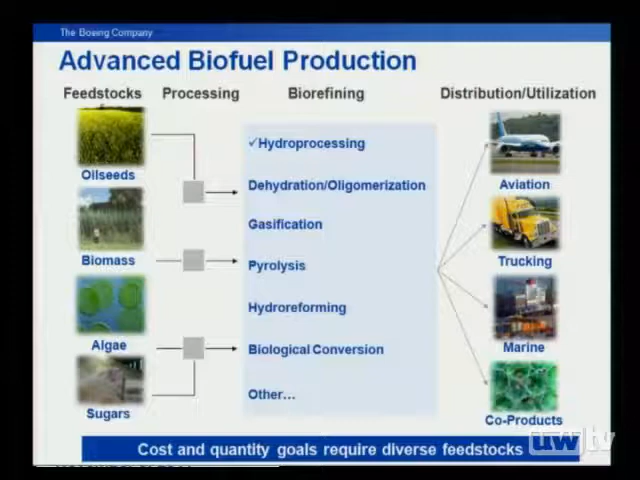 The Boeing Company
Advanced Biofuel Production
Feedstocks Processing Biorefining Distribution/Utilization
Oilseeds
Biomass
Algae
Sugars
✓Hydroprocessing
Dehydration/Oligomerization
Gasification
Pyrolysis
Hydroreforming
Biological Conversion
Other…
Aviation
Trucking
Marine
Co-Products
Cost and quantity goals require diverse feedstocks
uwtv